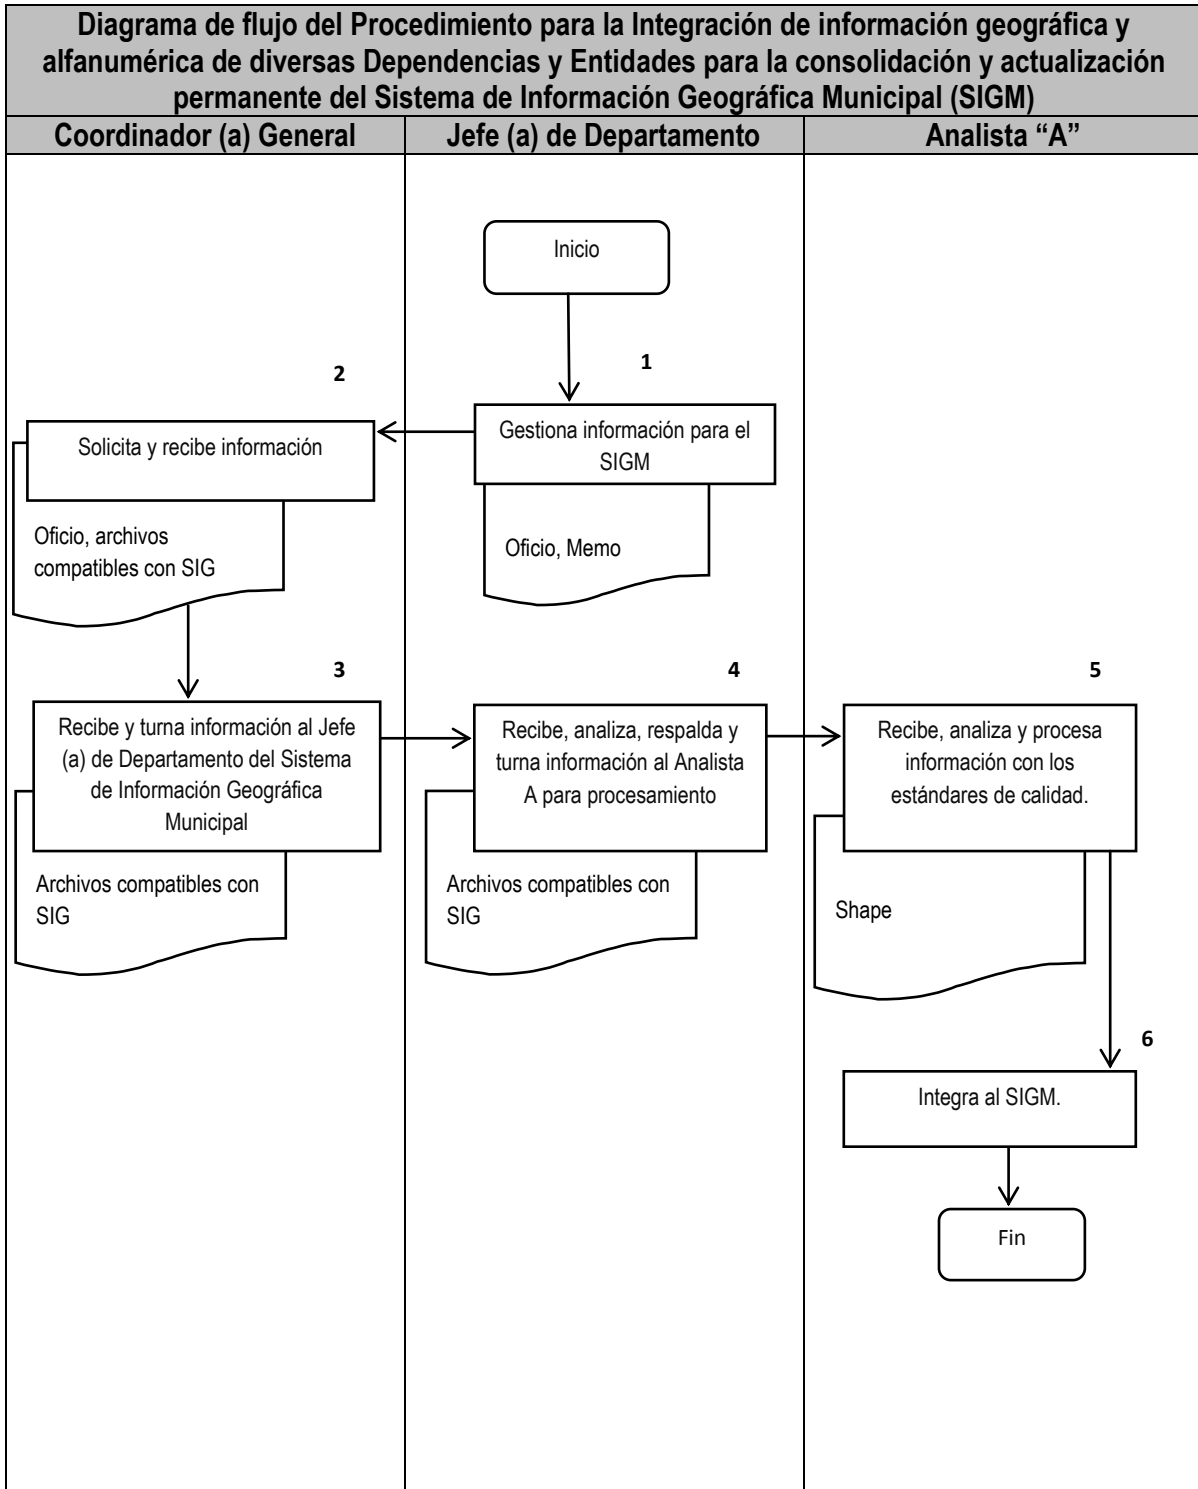 Diagrama de flujo del Procedimiento para la Integración de información geográfica y
alfanumérica de diversas Dependencias y Entidades para la consolidación y actualización
permanente del Sistema de Información Geográfica Municipal (SIGM)
Coordinador (a) General
Jefe (a) de Departamento
Analista “A”
Inicio
1
Gestiona información para el
SIGM
Oficio, Memo
2
Solicita y recibe información
Oficio, archivos
compatibles con SIG
3
Recibe y turna información al Jefe
(a) de Departamento del Sistema
de Información Geográfica
Municipal
Archivos compatibles con
SIG
4
Recibe, analiza, respalda y
turna información al Analista
A para procesamiento
Archivos compatibles con
SIG
5
Recibe, analiza y procesa
información con los
estándares de calidad.
Shape
6
Integra al SIGM.
Fin